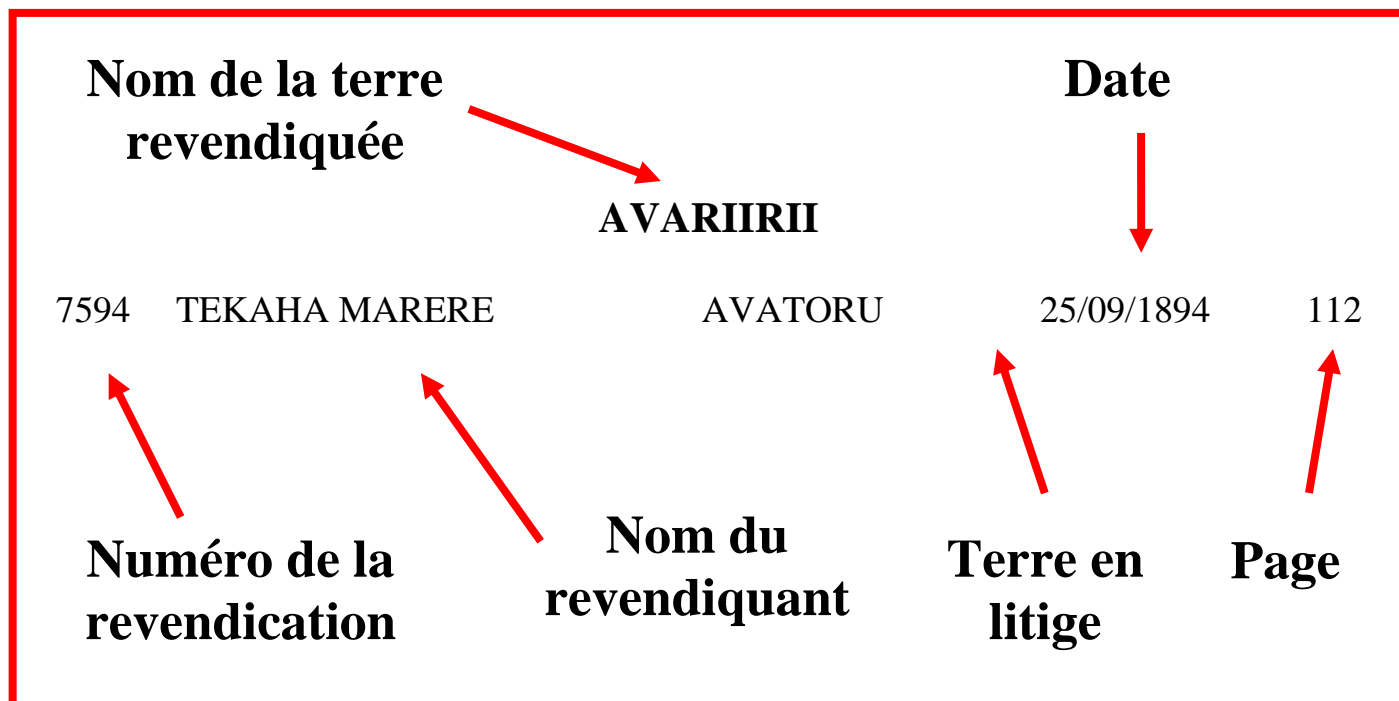 Nom de la terre
revendiquée
Date
AVARIIRII
7594 TEKAHA MARERE AVATORU 25/09/1894 112
Numéro de la
revendication
Nom du
revendiquant
Terre en
litige
Page